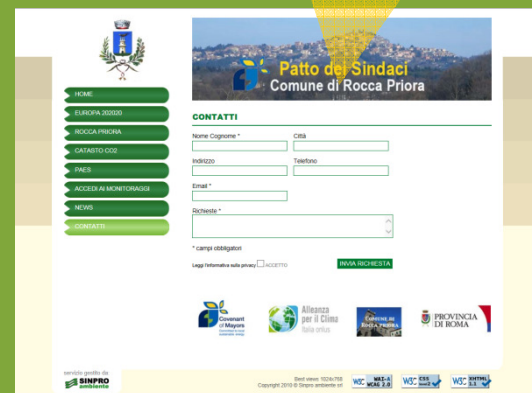 Patto dei Sindaci
Comune di Rocca Priora
HOME
EUROPA 202020
ROCCA PRIORA
CATASTO CO2
PAES
ACCEDI AI MONITORAGGI
NEWS
CONTATTI
CONTATTI
Nome Cognome *
Città
Indirizzo
Telefono
Email *
Richieste *
* campi obbligatori
Leggi l'informativa sulla privacy
ACCETTO
INVIA RICHIESTA
Covenant
of Mayors
Alleanza
per il Clima
Italia onlus
COMUNE DI
ROCCA PRIORA
PROVINCIA
DI ROMA
servizio gestito da
SINPRO
ambiente
Best views 1024x768
Copyright 2010 © Sinpro ambiente srl
W3C WAI-A
WCAG 2.0
W3C CSS
W3C XHTML
1.1